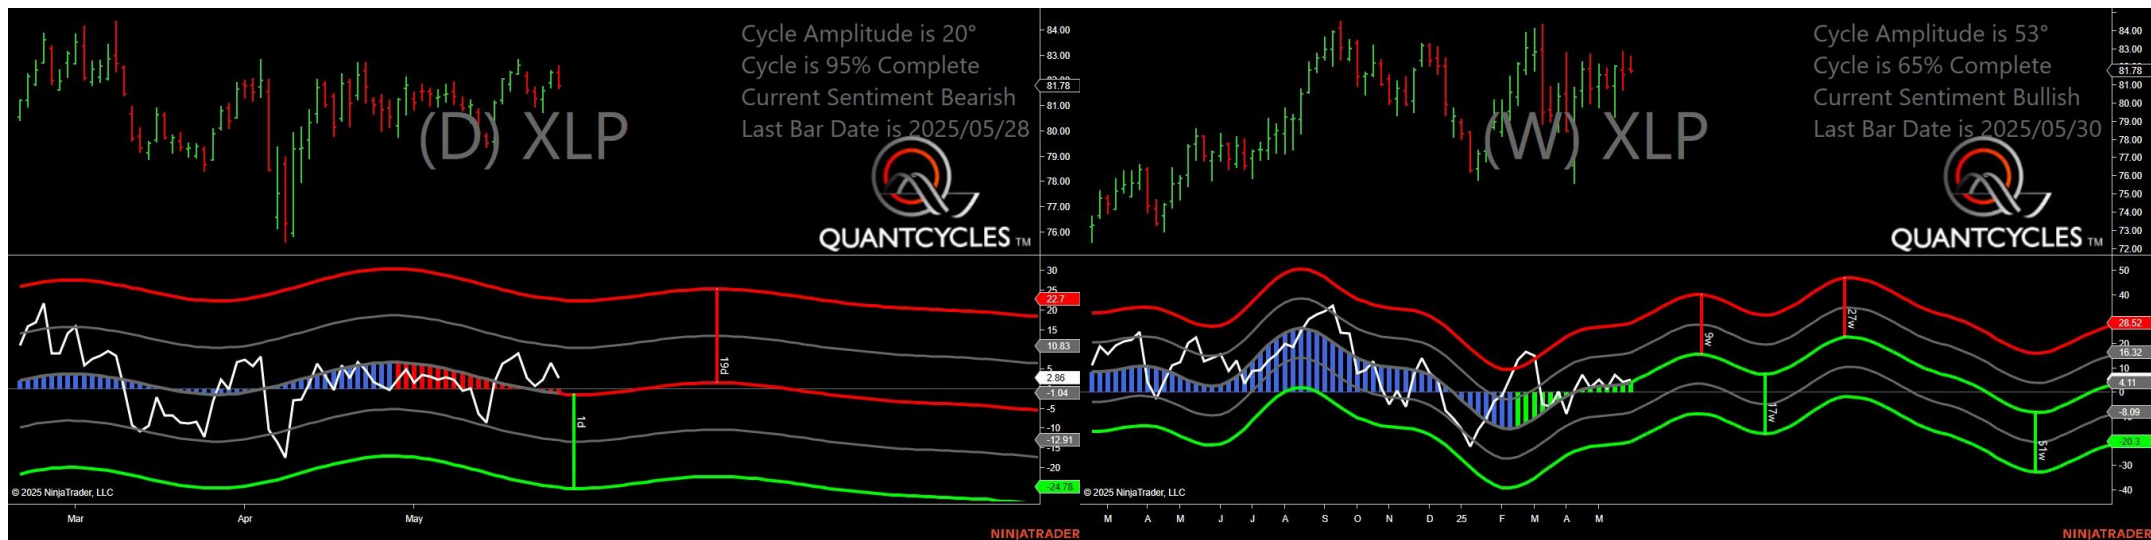 Cycle Amplitude is 20°
Cycle is 95% Complete
Current Sentiment Bearish
Last Bar Date is 2025/05/28
(D) XLP
QUANTCYCLES TM
84.00
83.00
81.78
81.00
80.00
79.00
78.00
77.00
76.00
30
25
22.7
20
15
10.83
5
2.86
-1.04
-5
-10
-12.91
-15
-20
-24.78
19d
1d
© 2025 NinjaTrader, LLC
Mar Apr May
NINJATRADER
Cycle Amplitude is 53°
Cycle is 65% Complete
Current Sentiment Bullish
Last Bar Date is 2025/05/30
(W) XLP
QUANTCYCLES TM
84.00
83.00
81.78
81.00
80.00
79.00
78.00
77.00
76.00
75.00
74.00
73.00
72.00
50
40
28.52
20
16.32
10
4.11
0
-8.09
-20.3
-30
-40
9w
17w
27w
51w
© 2025 NinjaTrader, LLC
M A M J J A S O N D 25 F M A M
NINJATRADER